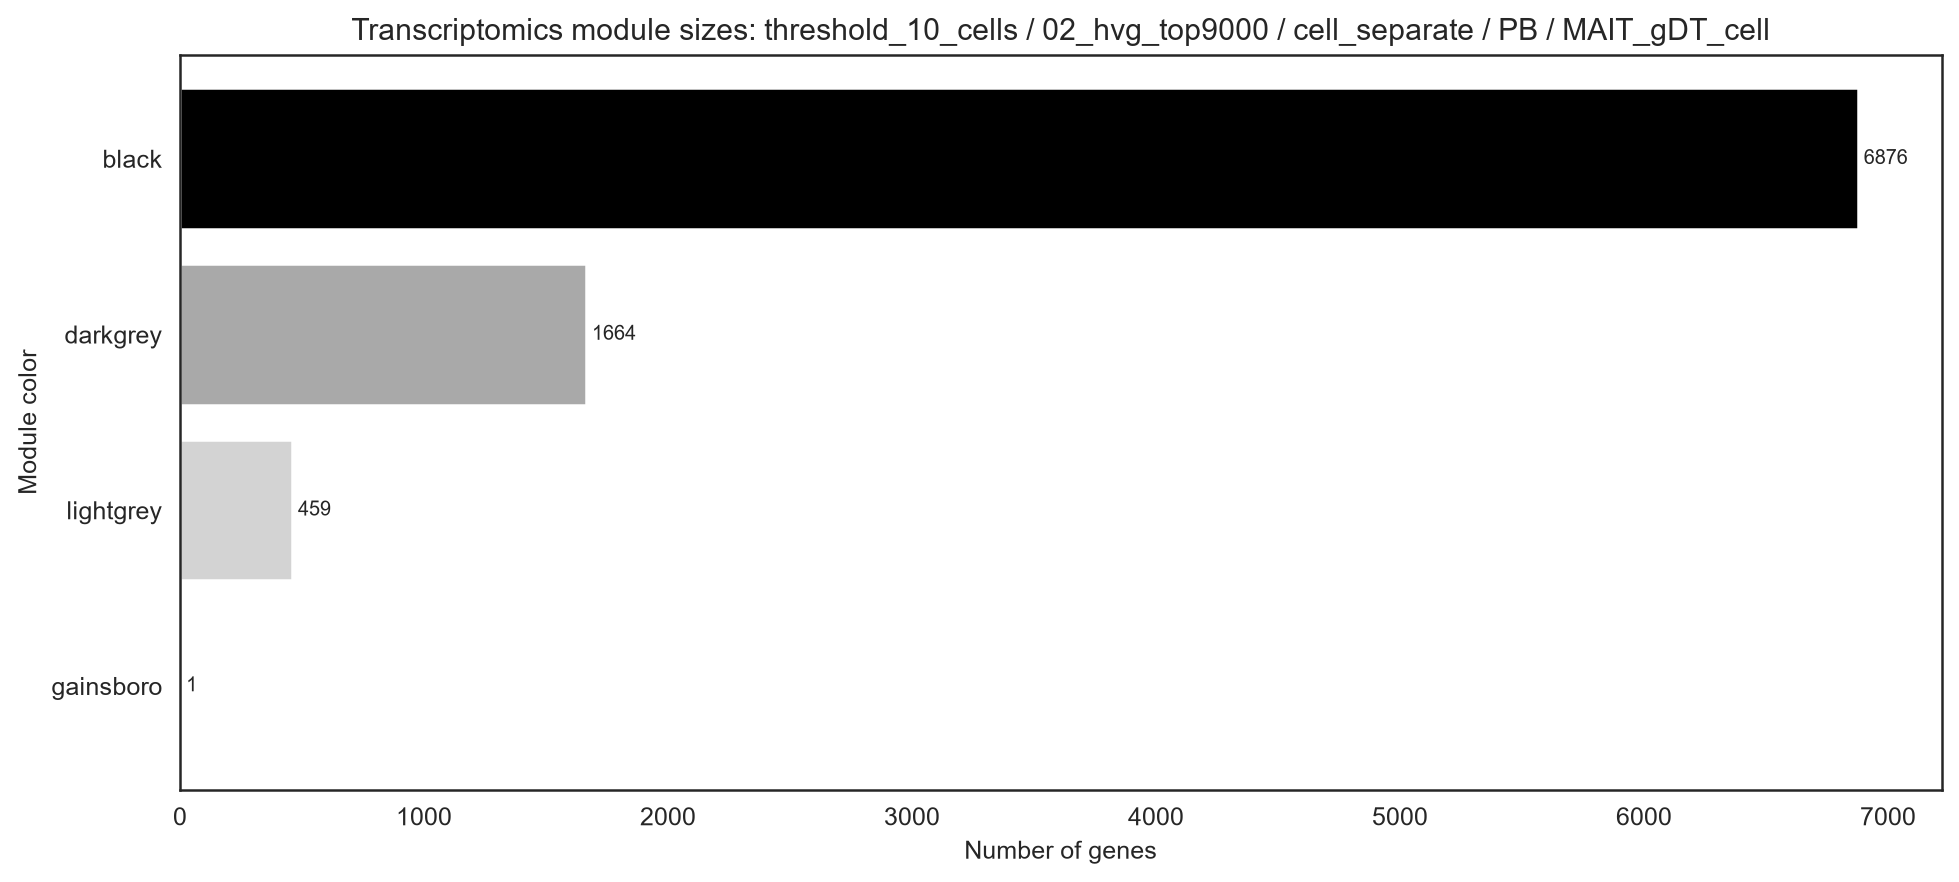 Transcriptomics module sizes: threshold_10_cells / 02_hvg_top9000 / cell_separate / PB / MAIT_gDT_cell
black
6876
darkgrey
1664
lightgrey
459
gainsboro
1
Module color
0 1000 2000 3000 4000 5000 6000 7000
Number of genes